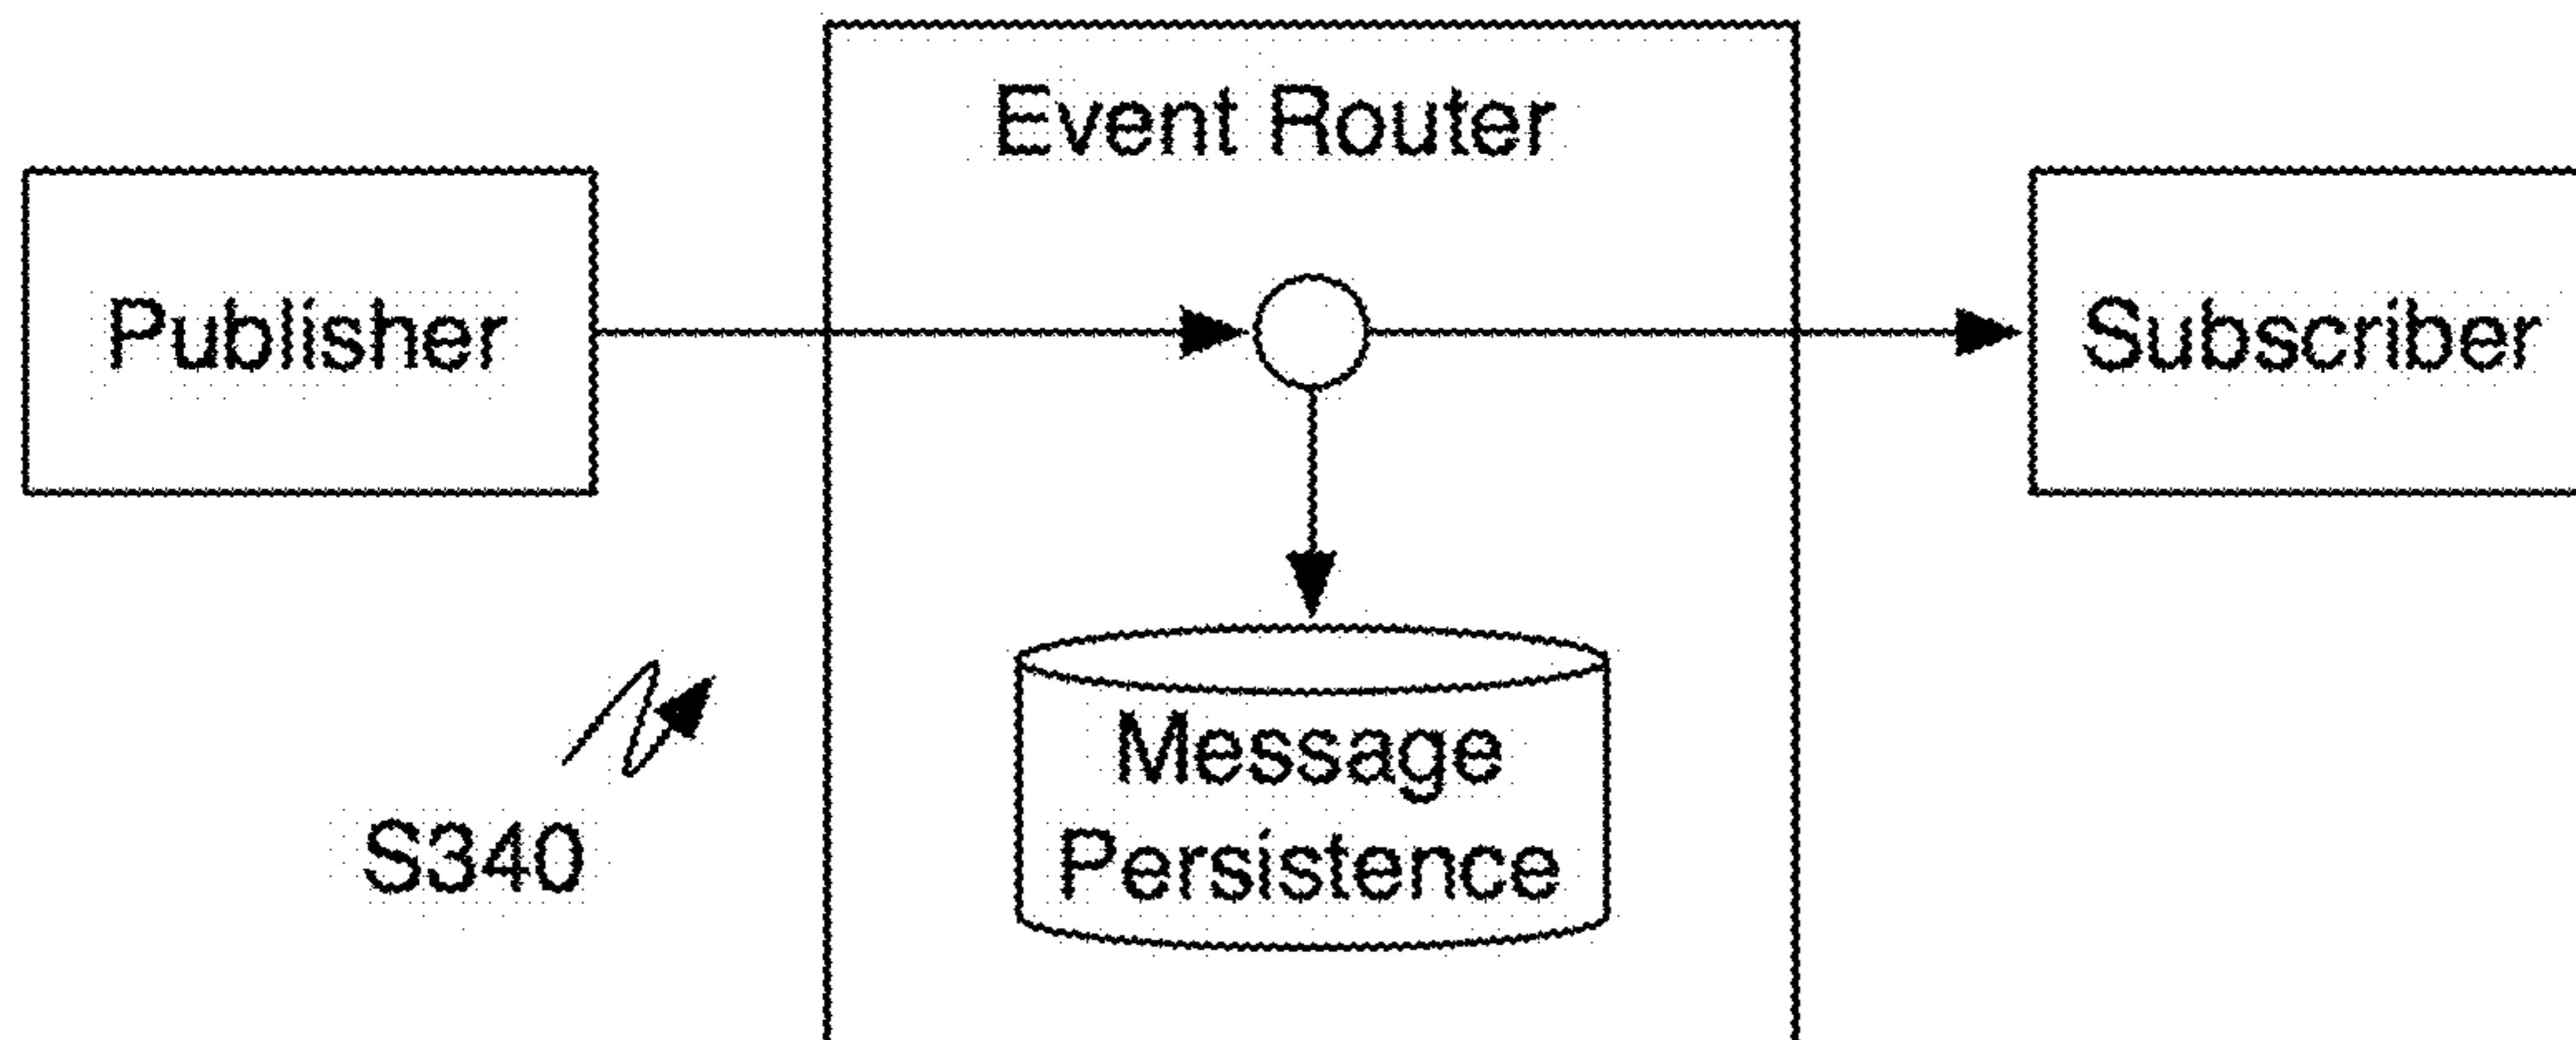 Event Router
Publisher
Subscriber
Message
Persistence
S340